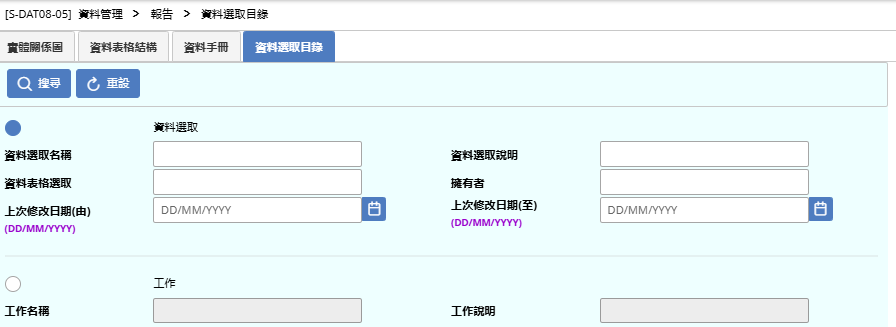 [S-DAT08-05] 資料管理 > 報告 > 資料選取目錄
實體關係圖 資料表格結構 資料手冊 資料選取目錄
搜尋 重設
資料選取
資料選取名稱 資料選取說明
資料表格選取 擁有者
上次修改日期(由) DD/MM/YYYY 上次修改日期(至) DD/MM/YYYY
(DD/MM/YYYY) (DD/MM/YYYY)
工作
工作名稱 工作說明